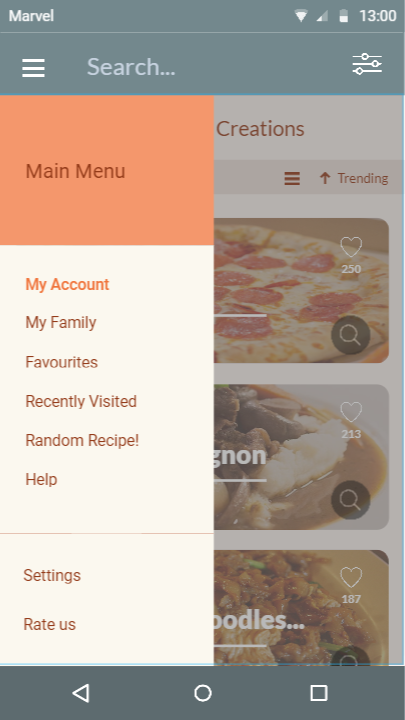 Marvel 13:00
Search...
Creations
Main Menu
Trending
My Account
250
My Family
Favourites
Recently Visited
213
Random Recipe!
gnon
Help
Settings
187
Rate us
oodles...